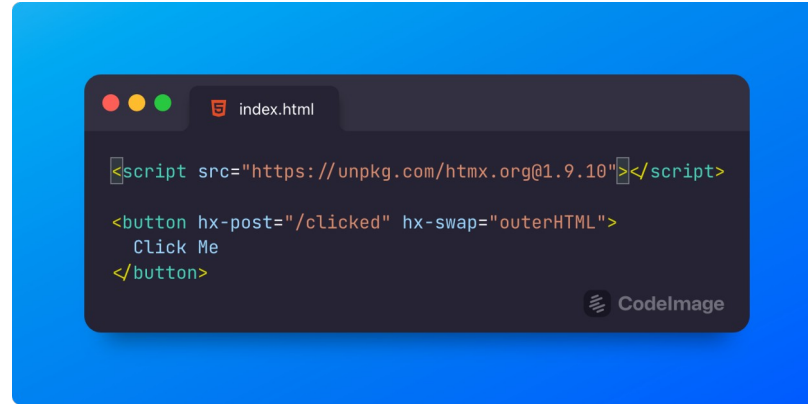 index.html
<script src="https://unpkg.com/htmx.org@1.9.10"></script>
<button hx-post="/clicked" hx-swap="outerHTML">
Click Me
</button>
CodeImage